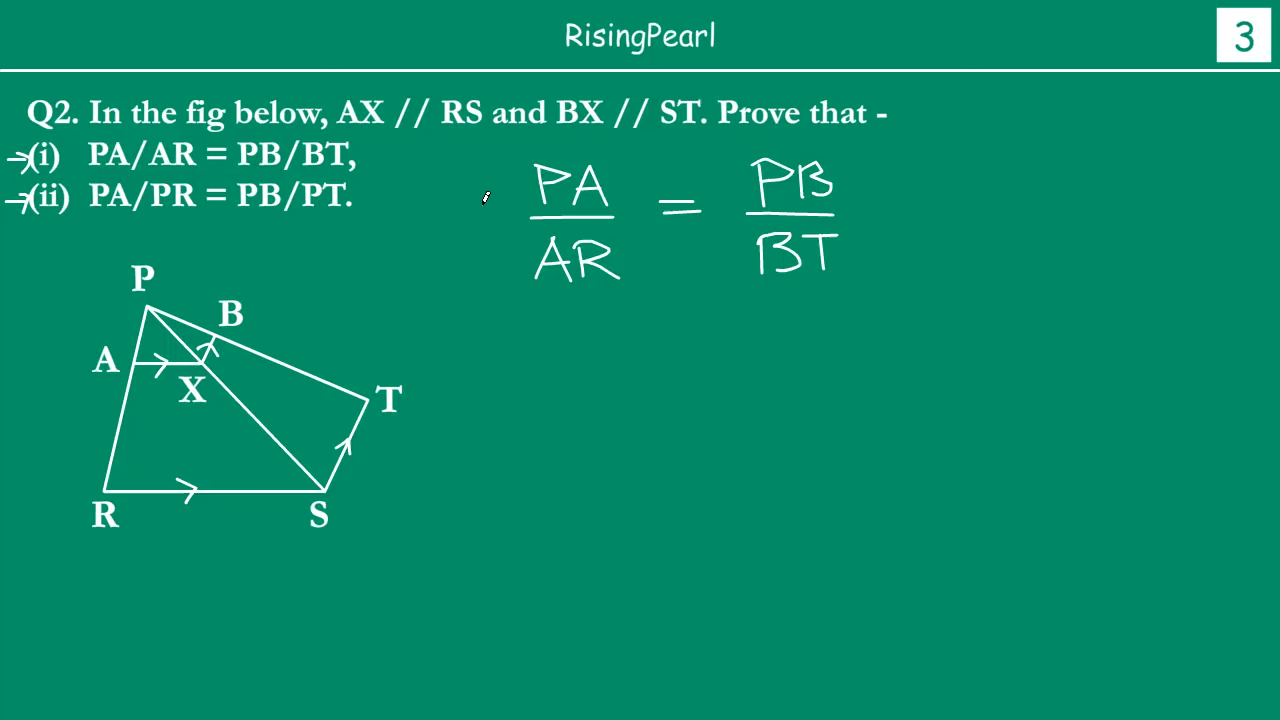 RisingPearl
3
Q2. In the fig below, AX // RS and BX // ST. Prove that -
(i) PA/AR = PB/BT,
(ii) PA/PR = PB/PT.
PA = PB
AR BT
P
B
A
X
T
R
S